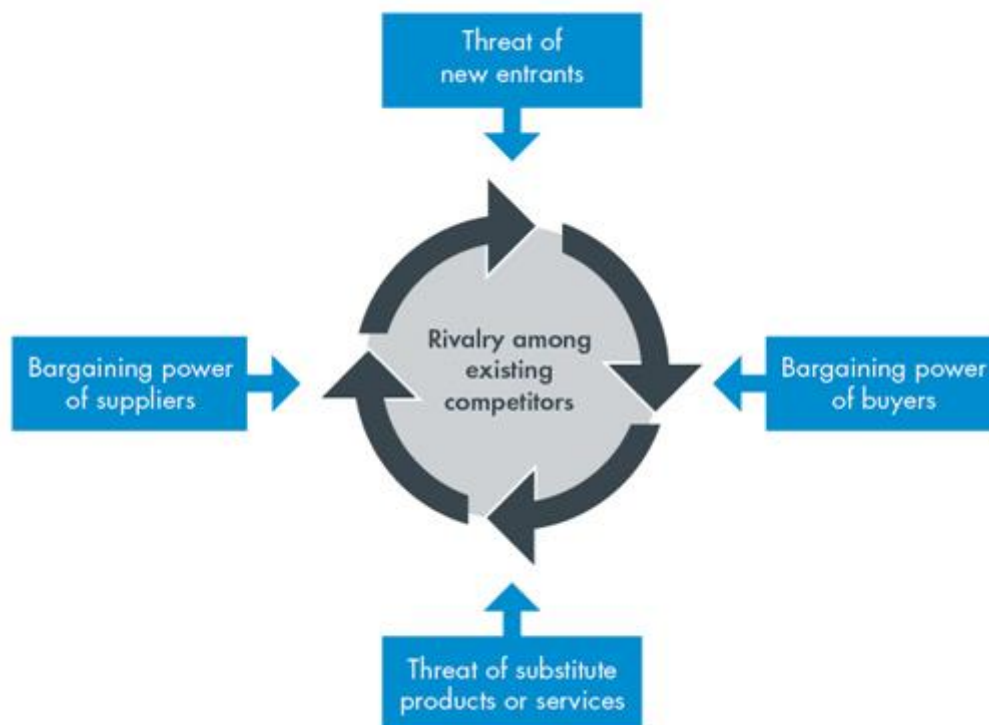 Threat of
new entrants
Bargaining power
of suppliers
Rivalry among
existing
competitors
Bargaining power
of buyers
Threat of substitute
products or services